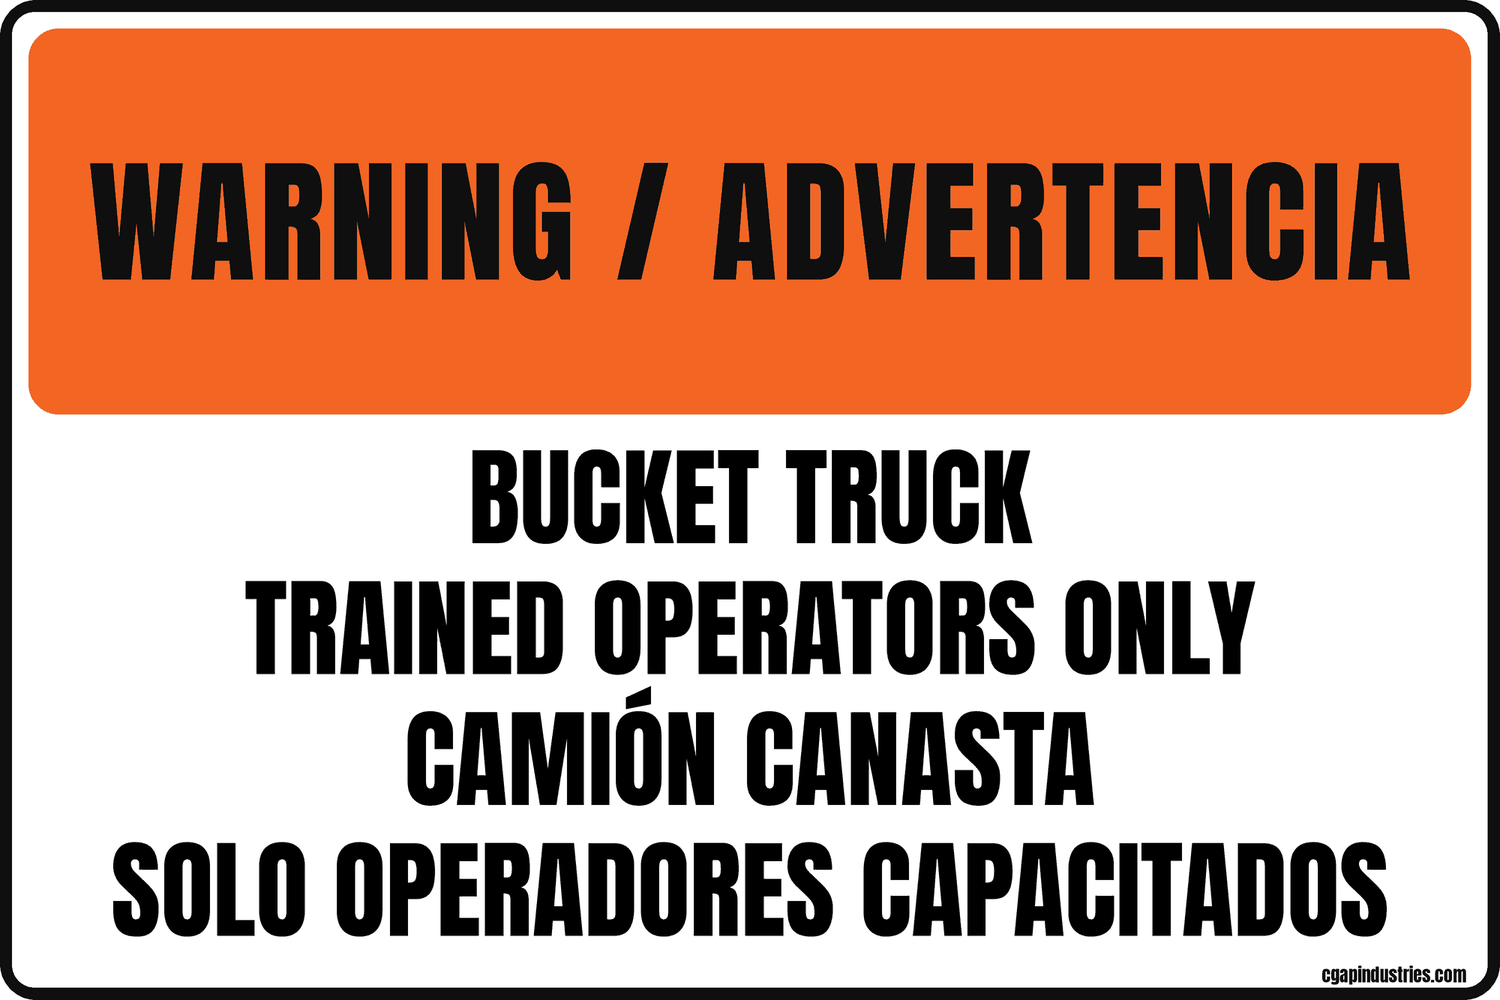 WARNING / ADVERTENCIA
BUCKET TRUCK
TRAINED OPERATORS ONLY
CAMIÓN CANASTA
SOLO OPERADORES CAPACITADOS
cgapindustries.com